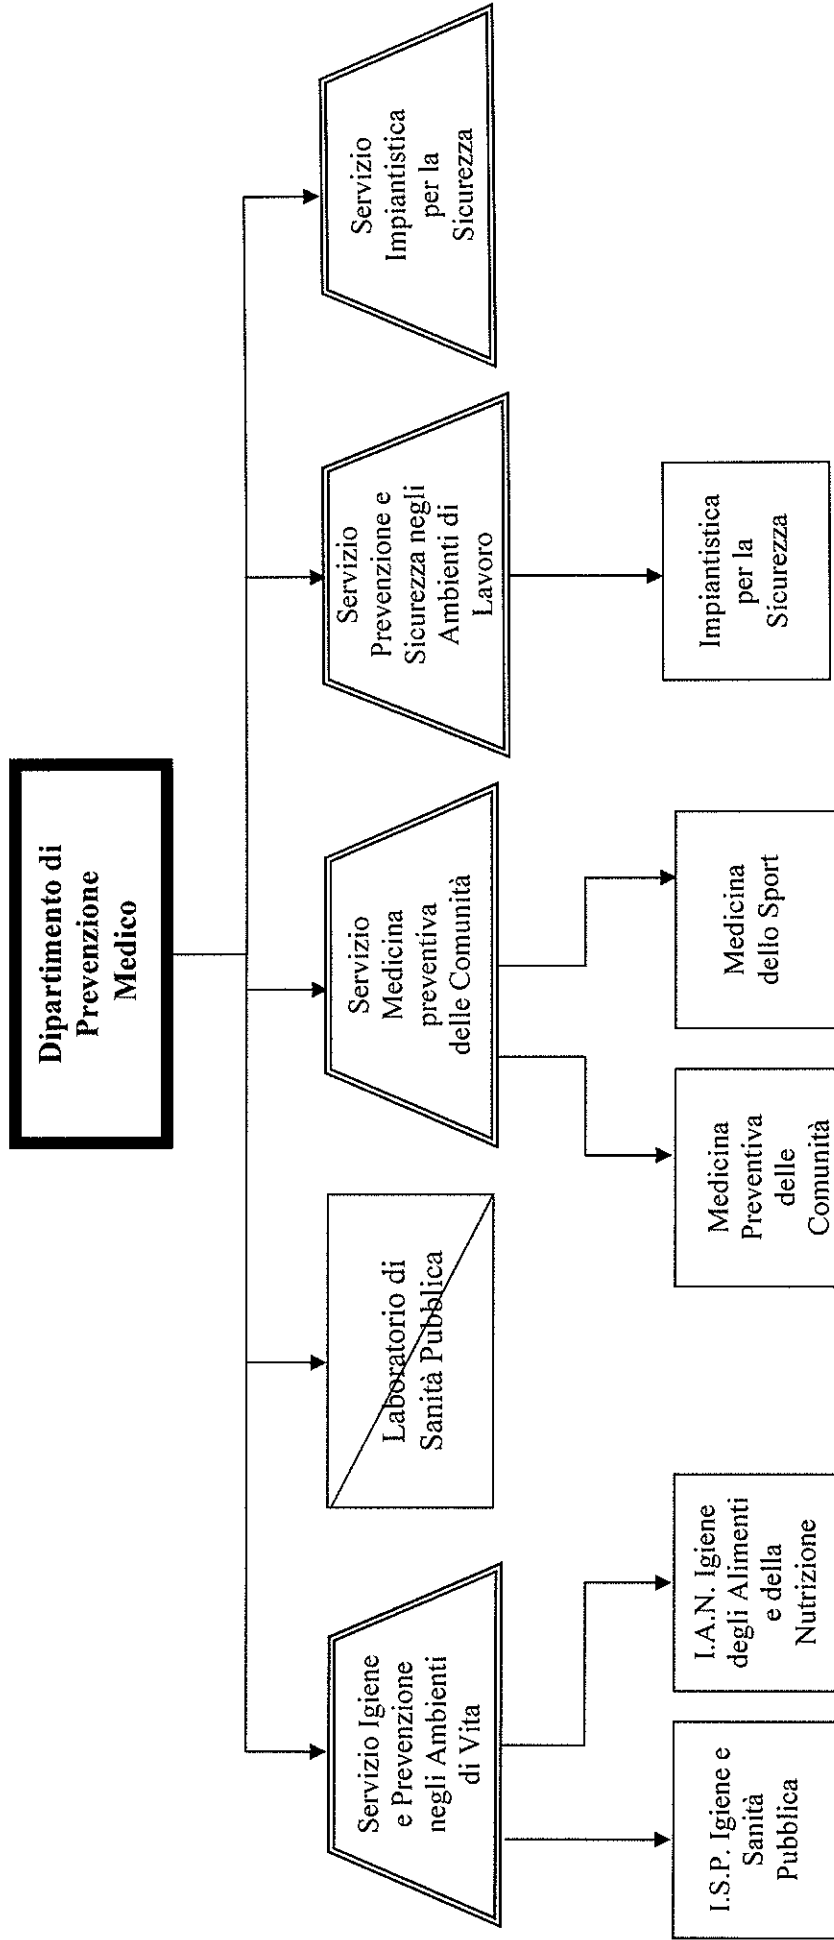 Dipartimento di
Prevenzione
Medico
Servizio Igiene
e Prevenzione
negli Ambienti
di Vita
Laboratorio di
Sanità Pubblica
Servizio
Medicina
preventiva
delle Comunità
Servizio
Prevenzione e
Sicurezza negli
Ambienti di
Lavoro
Servizio
Impiantistica
per la
Sicurezza
I.S.P. Igiene e
Sanità
Pubblica
I.A.N. Igiene
degli Alimenti
e della
Nutrizione
Medicina
Preventiva
delle
Comunità
Medicina
dello Sport
Impiantistica
per la
Sicurezza